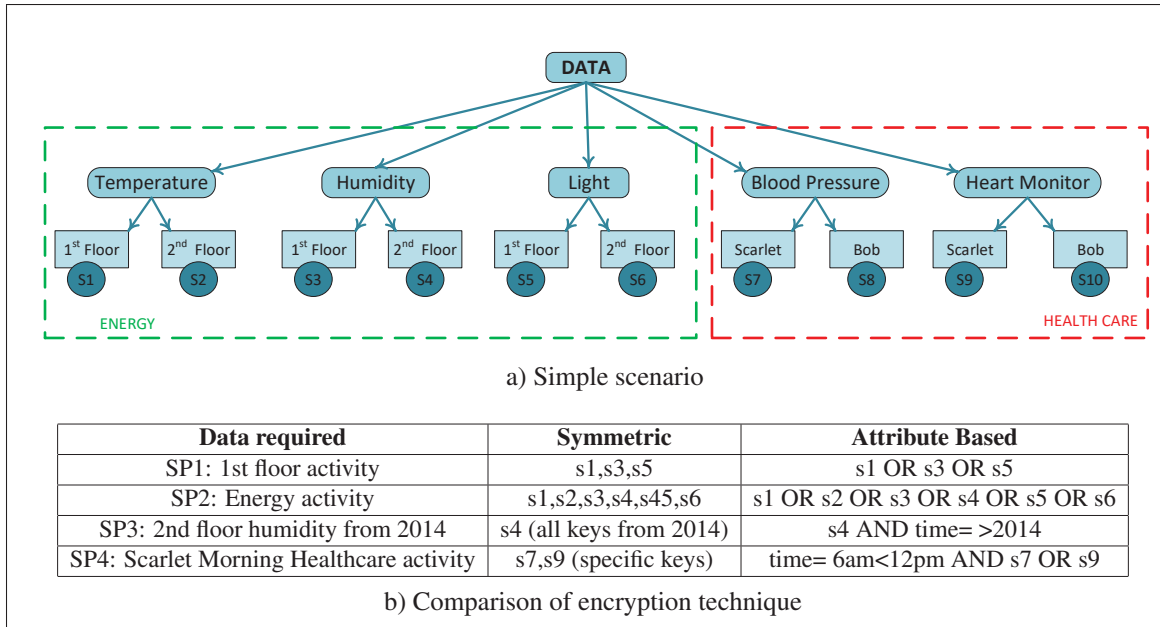 DATA
Temperature Humidity Light Blood Pressure Heart Monitor
1st Floor 2nd Floor 1st Floor 2nd Floor 1st Floor 2nd Floor Scarlet Bob Scarlet Bob
S1 S2 S3 S4 S5 S6 S7 S8 S9 S10
ENERGY HEALTH CARE
a) Simple scenario
Data required Symmetric Attribute Based
SP1: 1st floor activity s1,s3,s5 s1 OR s3 OR s5
SP2: Energy activity s1,s2,s3,s4,s45,s6 s1 OR s2 OR s3 OR s4 OR s5 OR s6
SP3: 2nd floor humidity from 2014 s4 (all keys from 2014) s4 AND time= >2014
SP4: Scarlet Morning Healthcare activity s7,s9 (specific keys) time= 6am<12pm AND s7 OR s9
b) Comparison of encryption technique